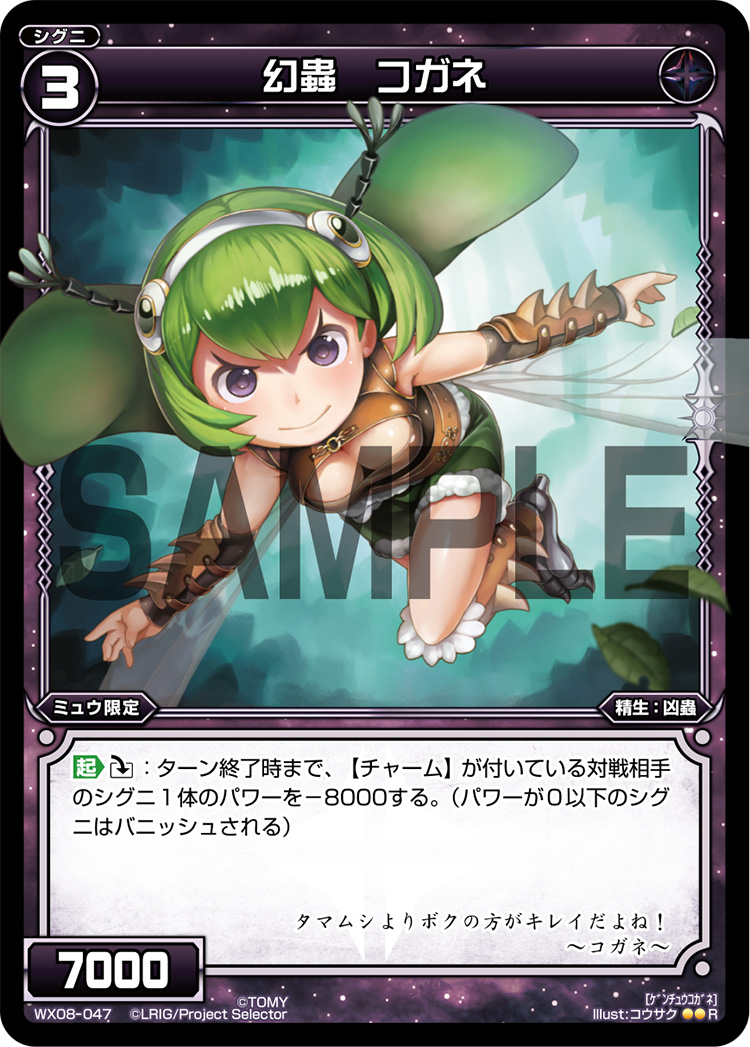 シグニ
3
幻蟲 コガネ
SAMPLE
ミュウ限定
精生:凶蟲
起 :ターン終了時まで、【チャーム】が付いている対戦相手
のシグニ1体のパワーを-8000する。(パワーが0以下のシグ
ニはバニッシュされる)
タマムシよりボクの方がキレイだよね!
~コガネ~
7000
WX08-047 ©LRIG/Project Selector
©TOMY
[ゲンチュウコガネ]
Illust:コウサク R